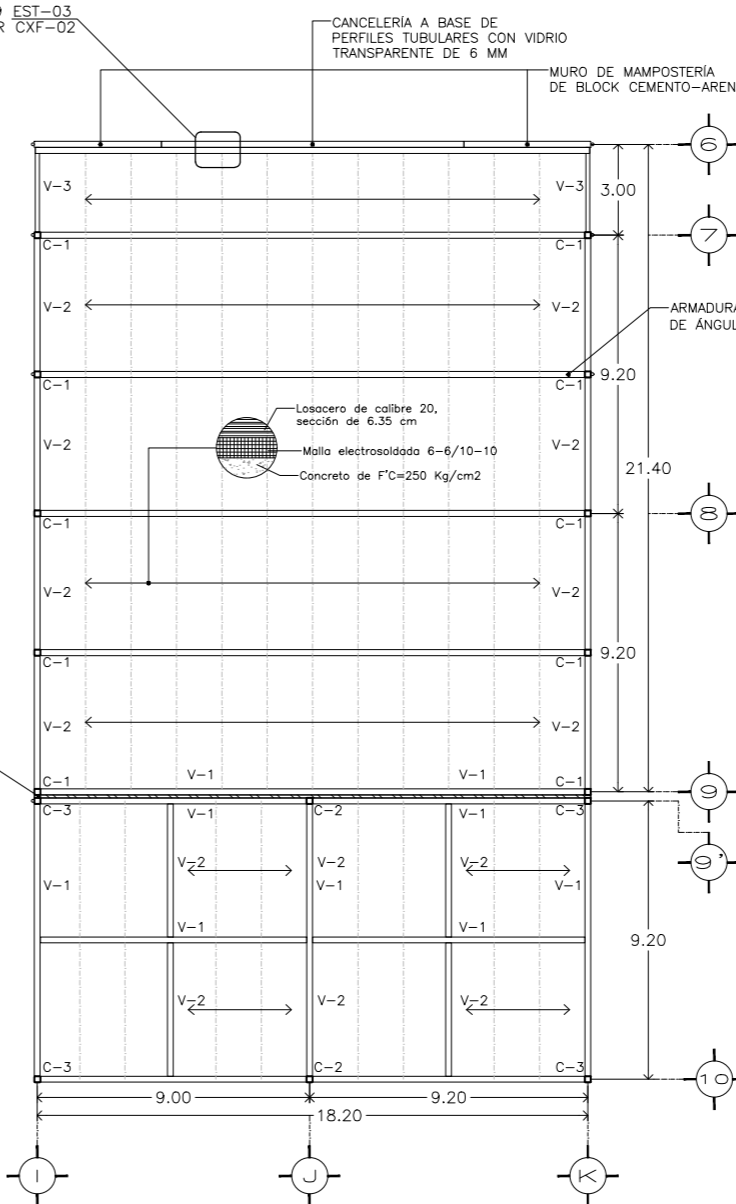 EST-03
CXF-02
CANCELERÍA A BASE DE
PERFILES TUBULARES CON VIDRIO
TRANSPARENTE DE 6 MM
MURO DE MAMPOSTERÍA
DE BLOCK CEMENTO-AREN
6
V-3 V-3 3.00
7
C-1 C-1
V-2 V-2
ARMADURA
DE ÁNGUL
9.20
C-1 C-1
Losacero de calibre 20,
sección de 6.35 cm
Malla electrosoldada 6-6/10-10
Concreto de F'C=250 Kg/cm2
V-2 V-2
21.40
8
C-1 C-1
V-2 V-2
C-1 C-1 9.20
V-2 V-2
C-1 V-1 V-1 C-1
9
C-3 V-1 C-2 V-1 C-3
9'
V-2 V-2 V-2
V-1 V-1 V-1
V-1 V-1
9.20
V-2 V-2 V-2
C-3 C-2 C-3
10
9.00 9.20
18.20
I J K